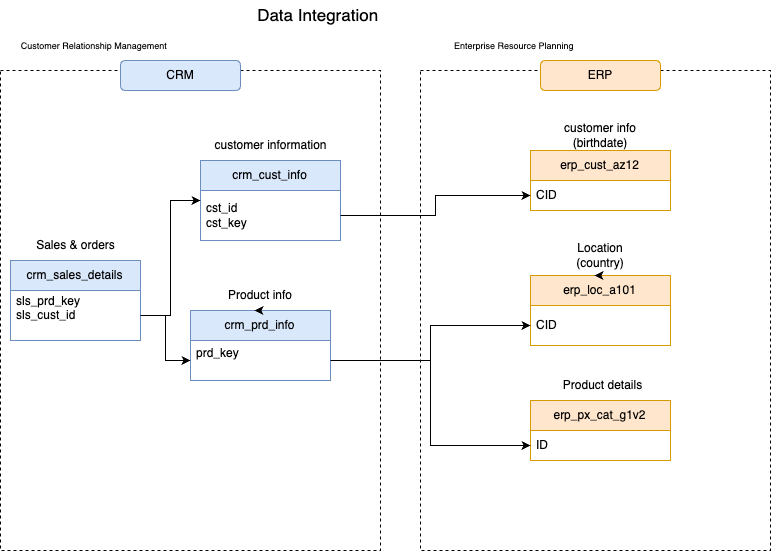 Data Integration
Customer Relationship Management
Enterprise Resource Planning
CRM
ERP
customer information
crm_cust_info
cst_id
cst_key
Sales & orders
crm_sales_details
sls_prd_key
sls_cust_id
Product info
crm_prd_info
prd_key
customer info
(birthdate)
erp_cust_az12
CID
Location
(country)
erp_loc_a101
CID
Product details
erp_px_cat_g1v2
ID